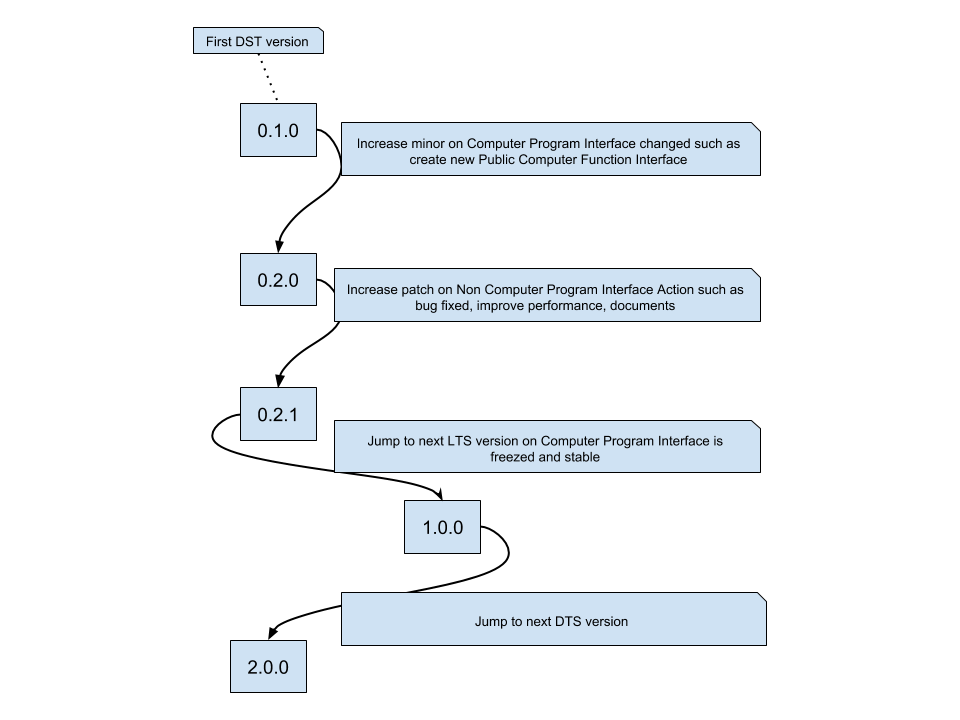 First DST version
0.1.0
Increase minor on Computer Program Interface changed such as
create new Public Computer Function Interface
0.2.0
Increase patch on Non Computer Program Interface Action such as
bug fixed, improve performance, documents
0.2.1
Jump to next LTS version on Computer Program Interface is
freezed and stable
1.0.0
Jump to next DTS version
2.0.0